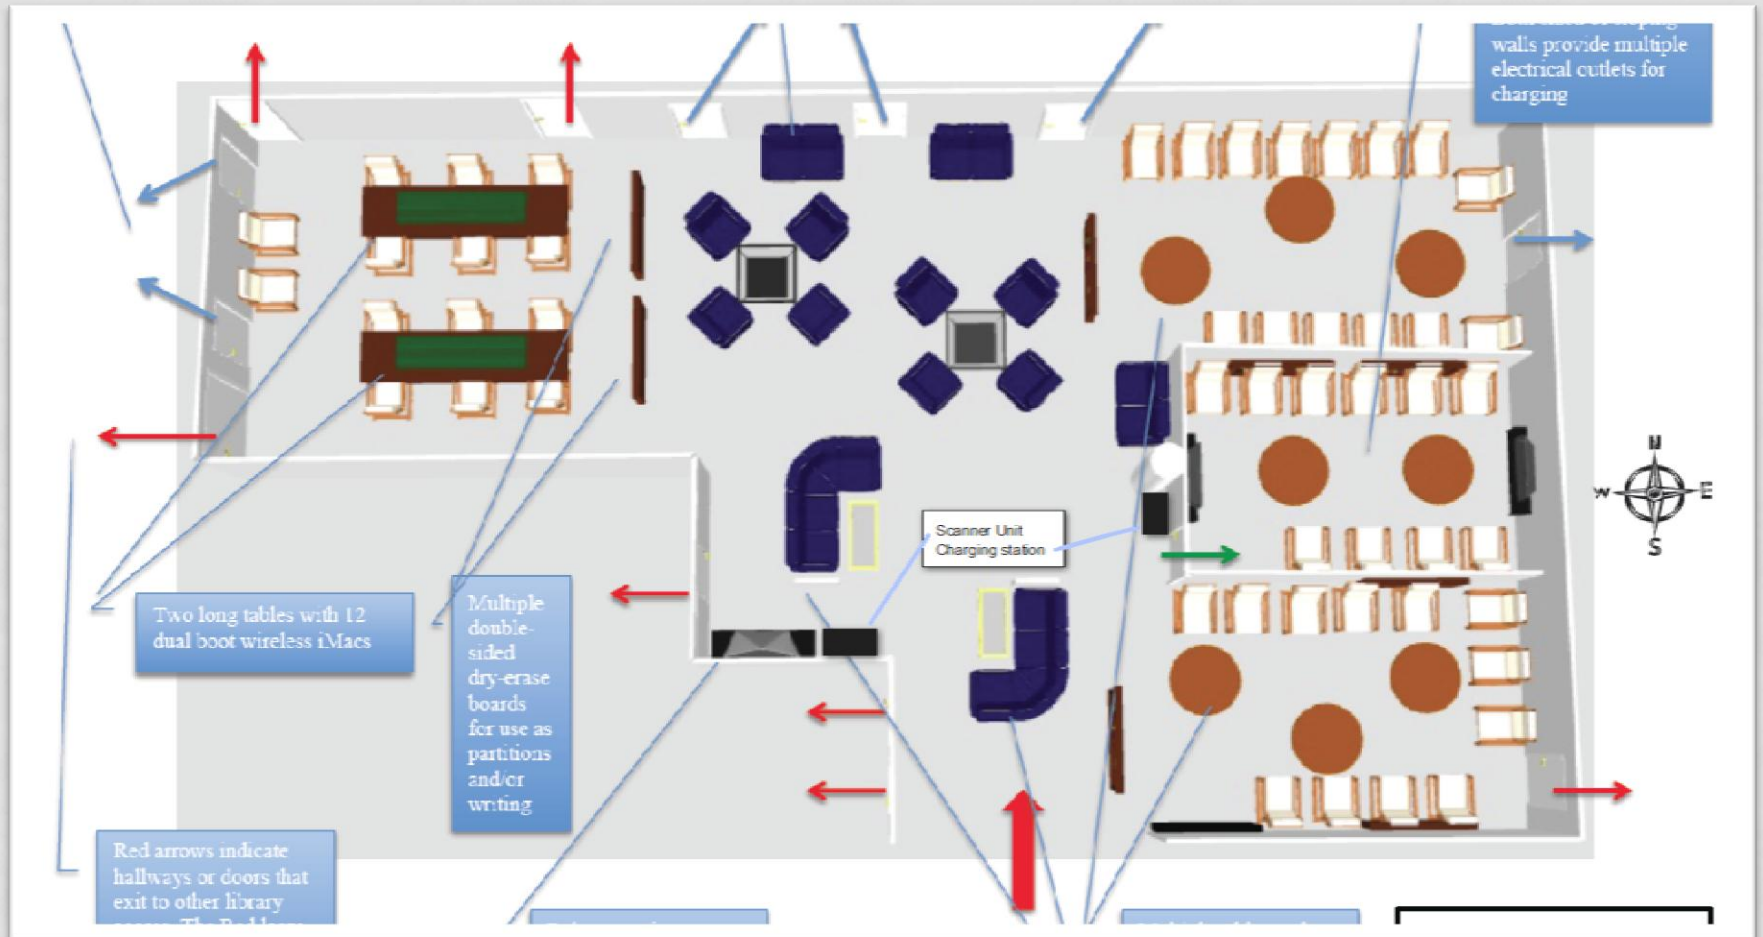 walls provide multiple
electrical outlets for
charging
N
W
E
S
Scanner Unit
Charging station
Two long tables with 12
dual boot wireless iMacs
Multiple
double-
sided
dry-erase
boards
for use as
partitions
and/or
writing
Red arrows indicate
hallways or doors that
exit to other library